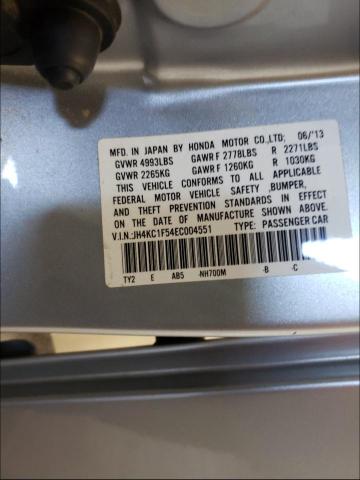 MFD. IN JAPAN BY HONDA MOTOR CO.,LTD; 06/'13
GVWR 4993LBS GAWR F 2778LBS R 2271LBS
GVWR 2265KG GAWR F 1260KG R 1030KG
THIS VEHICLE CONFORMS TO ALL APPLICABLE
FEDERAL MOTOR VEHICLE SAFETY ,BUMPER,
AND THEFT PREVENTION STANDARDS IN EFFECT
ON THE DATE OF MANUFACTURE SHOWN ABOVE.
V.I.N.:JH4KC1F54EC004551 TYPE: PASSENGER CAR
TY2 E AB5 -NH700M -B -C